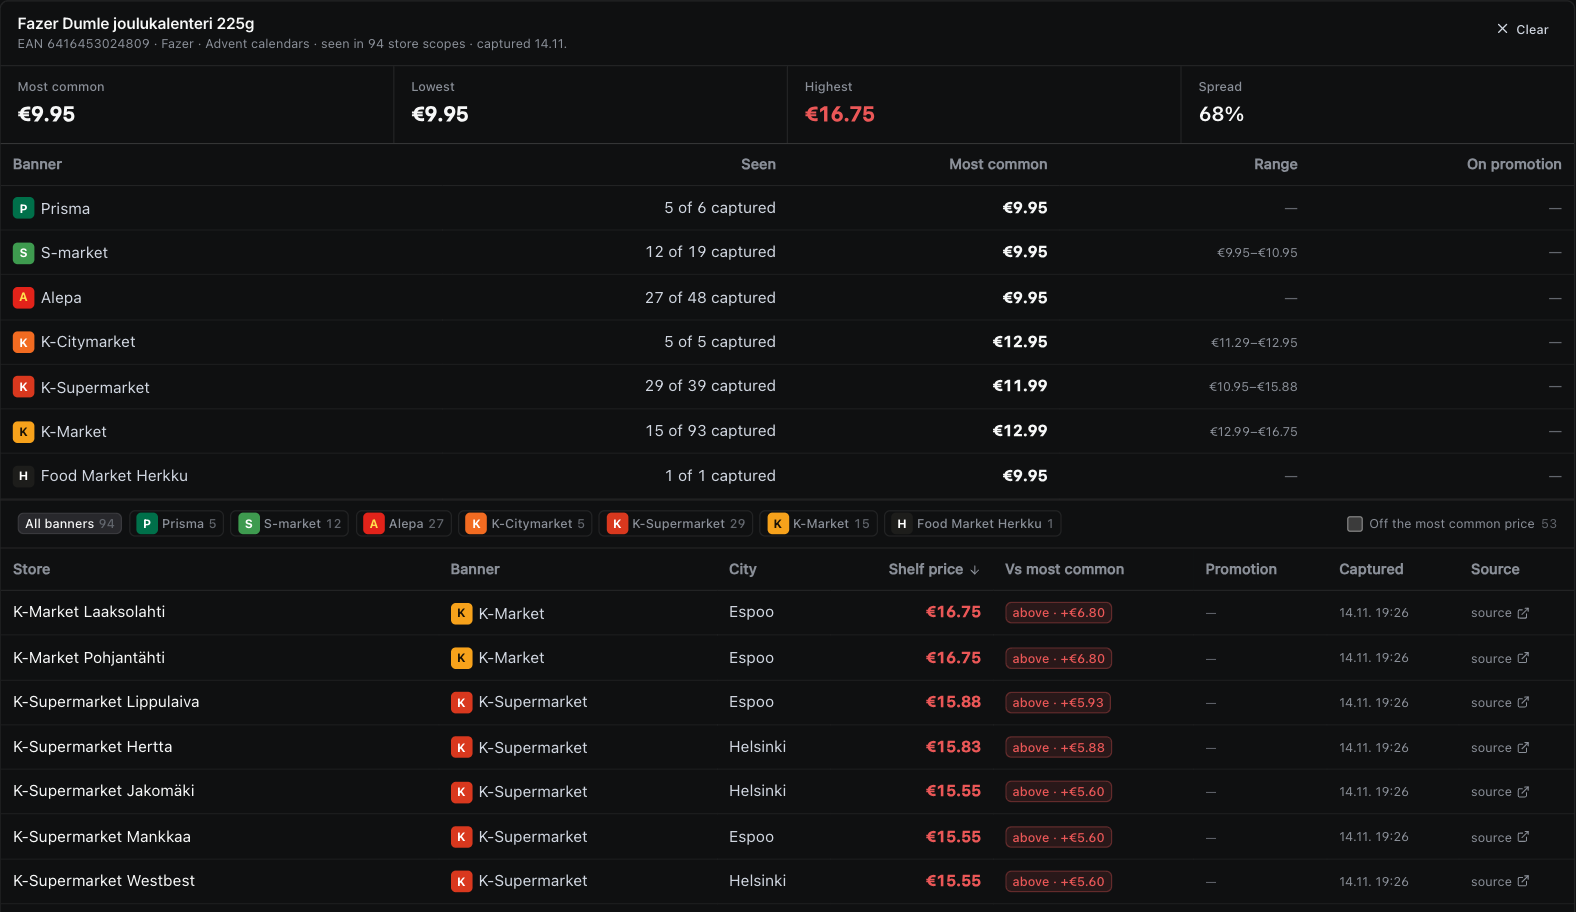 Fazer Dumle joulukalenteri 225g
EAN 6416453024809 · Fazer · Advent calendars · seen in 94 store scopes · captured 14.11.
Clear
Most common Lowest Highest Spread
€9.95 €9.95 €16.75 68%
Banner Seen Most common Range On promotion
P Prisma 5 of 6 captured €9.95 — —
S S-market 12 of 19 captured €9.95 €9.95–€10.95 —
A Alepa 27 of 48 captured €9.95 — —
K K-Citymarket 5 of 5 captured €12.95 €11.29–€12.95 —
K K-Supermarket 29 of 39 captured €11.99 €10.95–€15.88 —
K K-Market 15 of 93 captured €12.99 €12.99–€16.75 —
H Food Market Herkku 1 of 1 captured €9.95 — —
All banners 94 P Prisma 5 S S-market 12 A Alepa 27 K K-Citymarket 5 K K-Supermarket 29 K K-Market 15 H Food Market Herkku 1 Off the most common price 53
Store Banner City Shelf price ↓ Vs most common Promotion Captured Source
K-Market Laaksolahti K K-Market Espoo €16.75 above · +€6.80 — 14.11. 19:26 source
K-Market Pohjantähti K K-Market Espoo €16.75 above · +€6.80 — 14.11. 19:26 source
K-Supermarket Lippulaiva K K-Supermarket Espoo €15.88 above · +€5.93 — 14.11. 19:26 source
K-Supermarket Hertta K K-Supermarket Helsinki €15.83 above · +€5.88 — 14.11. 19:26 source
K-Supermarket Jakomäki K K-Supermarket Helsinki €15.55 above · +€5.60 — 14.11. 19:26 source
K-Supermarket Mankkaa K K-Supermarket Espoo €15.55 above · +€5.60 — 14.11. 19:26 source
K-Supermarket Westbest K K-Supermarket Helsinki €15.55 above · +€5.60 — 14.11. 19:26 source